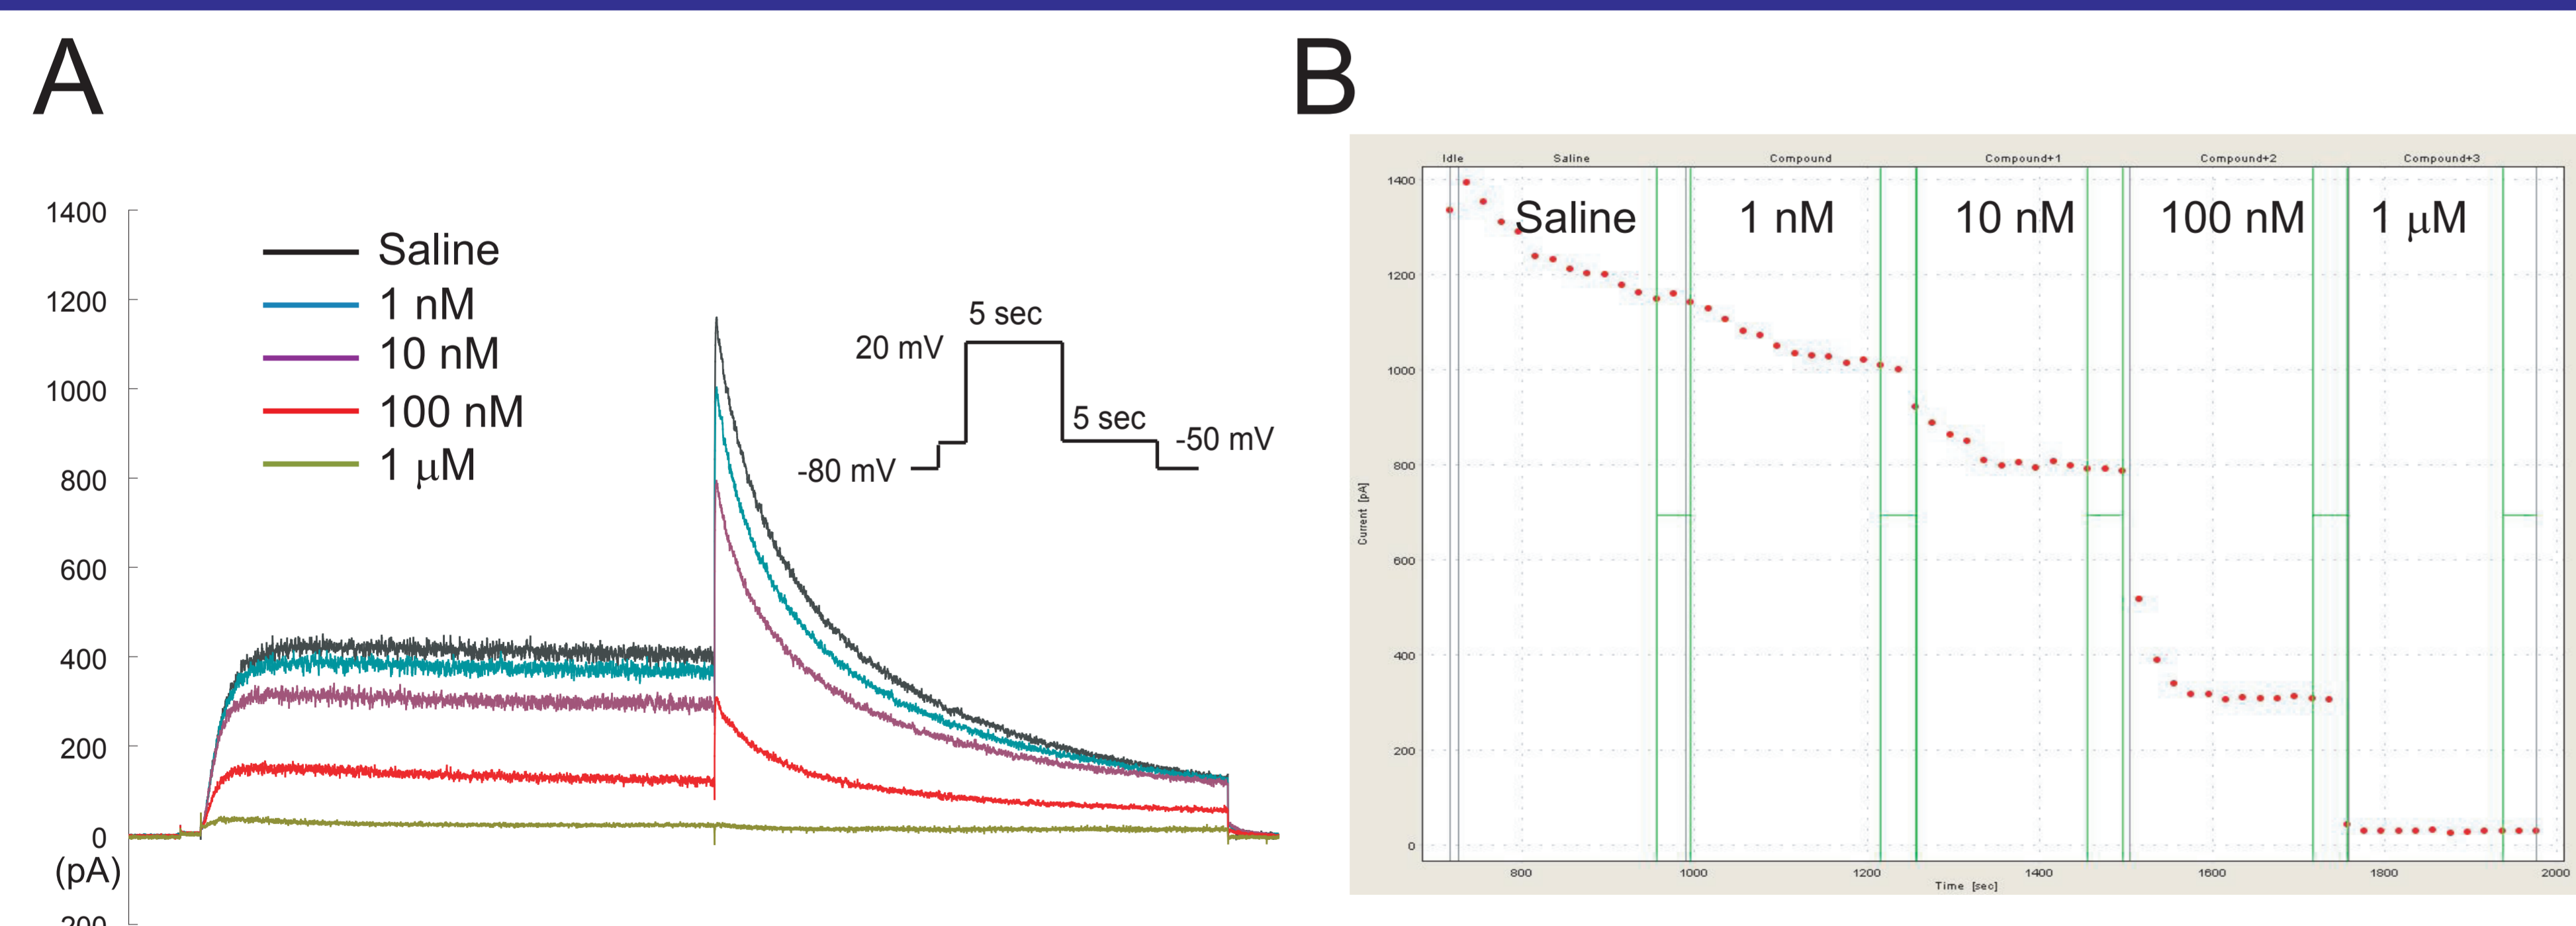 A
1400
1200
1000
800
600
400
200
0
(pA)
200
Saline
1 nM
10 nM
100 nM
1 μM
5 sec
20 mV
5 sec
-50 mV
-80 mV
B
Idle Saline Compound Compound+1 Compound+2 Compound+3
Saline 1 nM 10 nM 100 nM 1 μM
1400
1200
1000
800
600
400
200
0
Current [pA]
800 1000 1200 1400 1600 1800 2000
Time [sec]